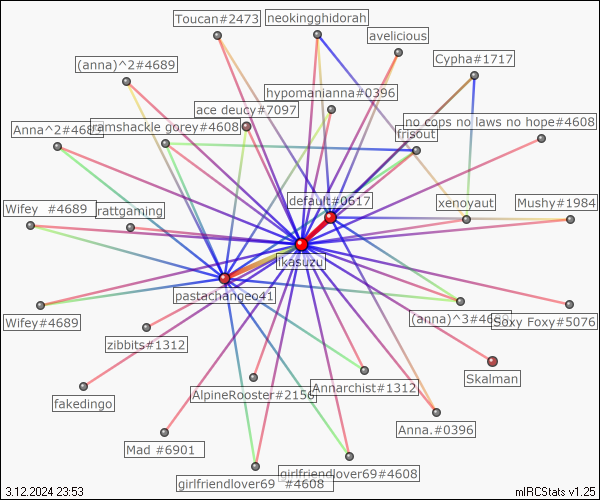 Toucan#2473
neokingghidorah
avelicious
(anna)^2#4689
Cypha#1717
hypomanianna#0396
ace deucy#7097
no cops no laws no hope#4608
Anna^2#4689
ramshackle gorey#4608
frisout
default#0617
Wifey #4689
rattgaming
xenoyaut
Mushy#1984
ikasuzu
pastachangeo41
Wifey#4689
(anna)^3#4689
Soxy Foxy#5076
zibbits#1312
Skalman
fakedingo
AlpineRooster#2156
Annarchist#1312
Anna.#0396
Mad #6901
girlfriendlover69 #4608
girlfriendlover69#4608
3.12.2024 23:53
mIRCStats v1.25